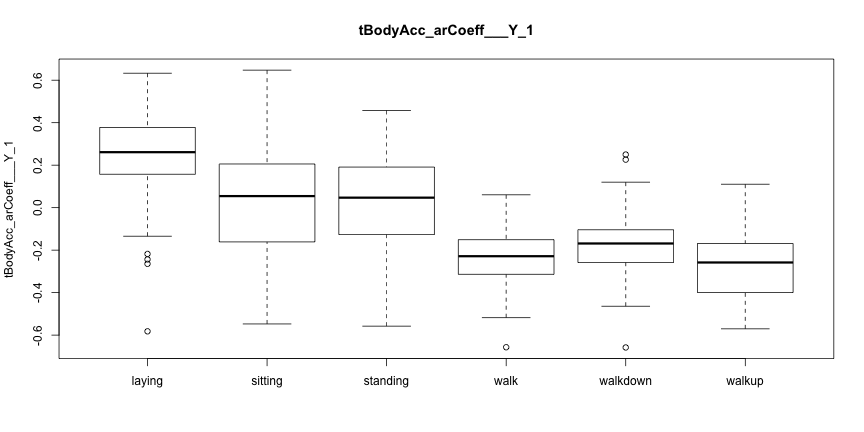 tBodyAcc_arCoeff___Y_1
tBodyAcc_arCoeff___Y_1
0.6
0.4
0.2
0.0
-0.2
-0.4
-0.6
laying sitting standing walk walkdown walkup